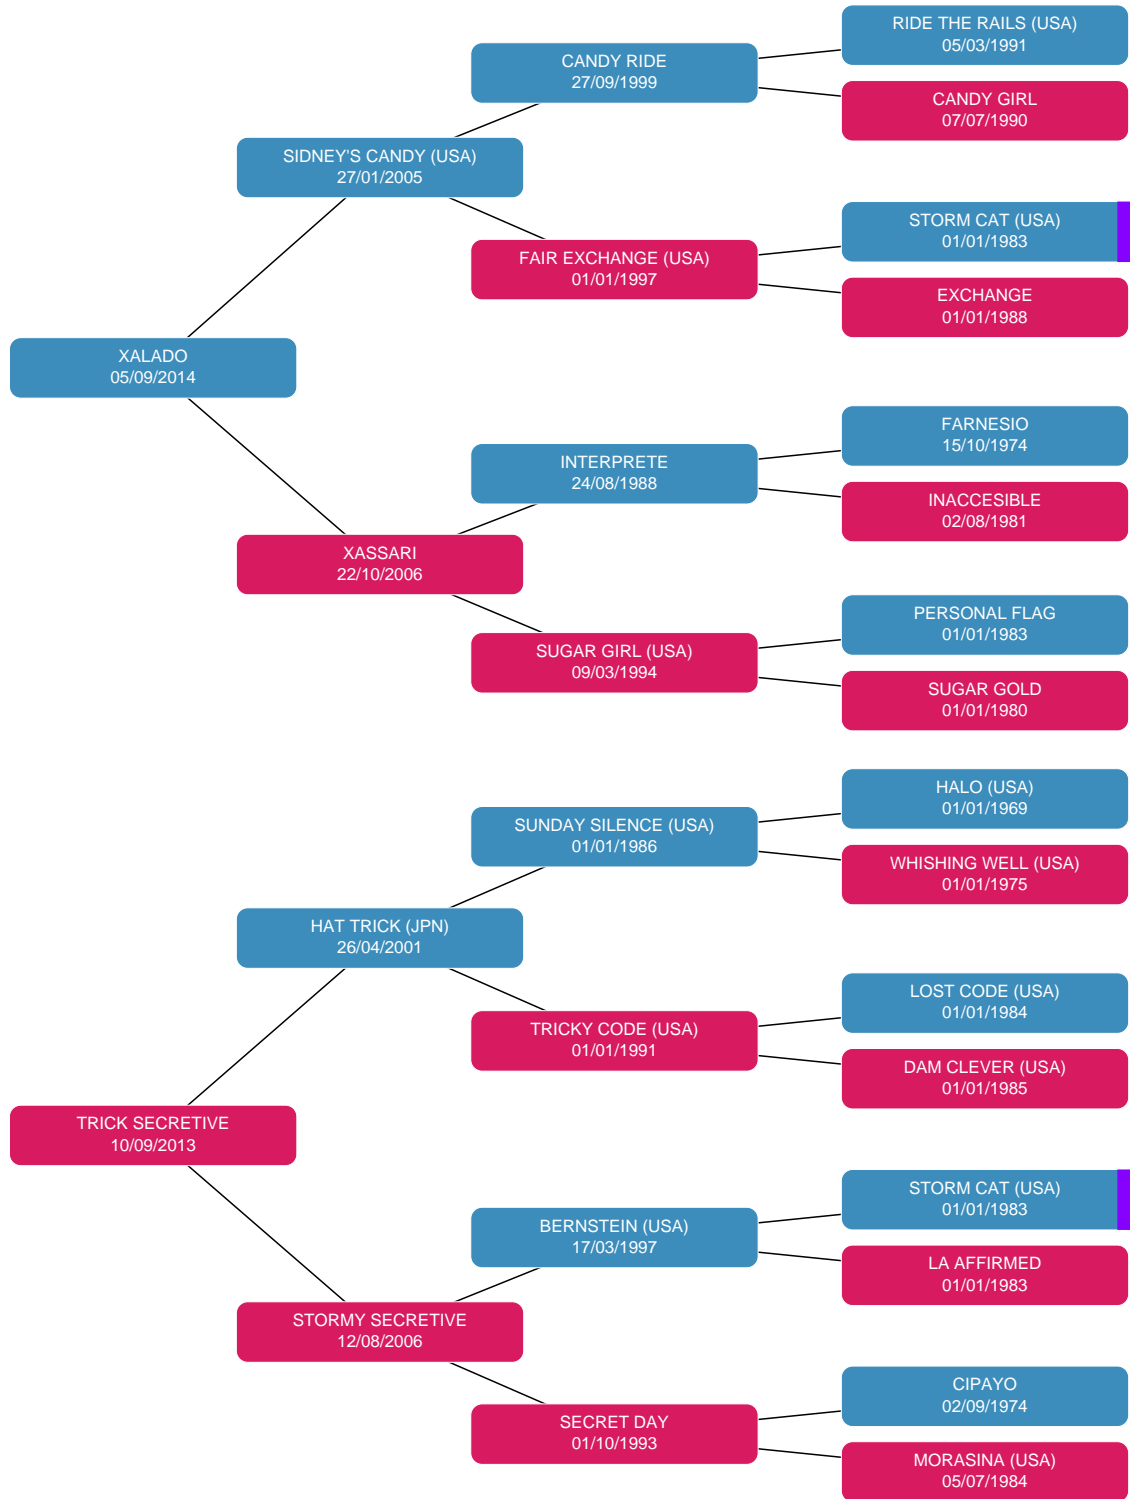 RIDE THE RAILS (USA)
05/03/1991
CANDY RIDE
27/09/1999
CANDY GIRL
07/07/1990
SIDNEY'S CANDY (USA)
27/01/2005
STORM CAT (USA)
01/01/1983
FAIR EXCHANGE (USA)
01/01/1997
EXCHANGE
01/01/1988
XALADO
05/09/2014
FARNESIO
15/10/1974
INTERPRETE
24/08/1988
INACCESIBLE
02/08/1981
XASSARI
22/10/2006
PERSONAL FLAG
01/01/1983
SUGAR GIRL (USA)
09/03/1994
SUGAR GOLD
01/01/1980
HALO (USA)
01/01/1969
SUNDAY SILENCE (USA)
01/01/1986
WHISHING WELL (USA)
01/01/1975
HAT TRICK (JPN)
26/04/2001
LOST CODE (USA)
01/01/1984
TRICKY CODE (USA)
01/01/1991
DAM CLEVER (USA)
01/01/1985
TRICK SECRETIVE
10/09/2013
STORM CAT (USA)
01/01/1983
BERNSTEIN (USA)
17/03/1997
LA AFFIRMED
01/01/1983
STORMY SECRETIVE
12/08/2006
CIPAYO
02/09/1974
SECRET DAY
01/10/1993
MORASINA (USA)
05/07/1984